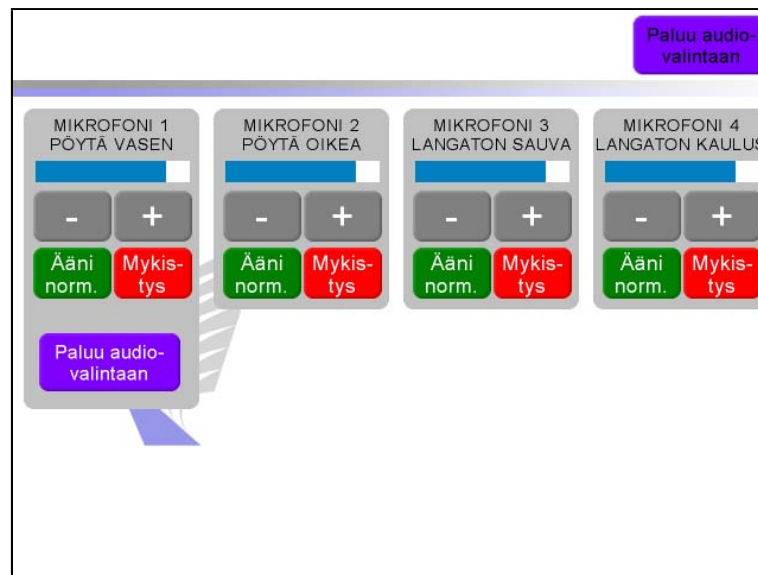 Paluu audio-
valintaan
MIKROFONI 1
PÖYTÄ VASEN
-
+
Ääni
norm.
Mykis-
tys
Paluu audio-
valintaan
MIKROFONI 2
PÖYTÄ OIKEA
-
+
Ääni
norm.
Mykis-
tys
MIKROFONI 3
LANGATON SAUVA
-
+
Ääni
norm.
Mykis-
tys
MIKROFONI 4
LANGATON KAULUS
-
+
Ääni
norm.
Mykis-
tys